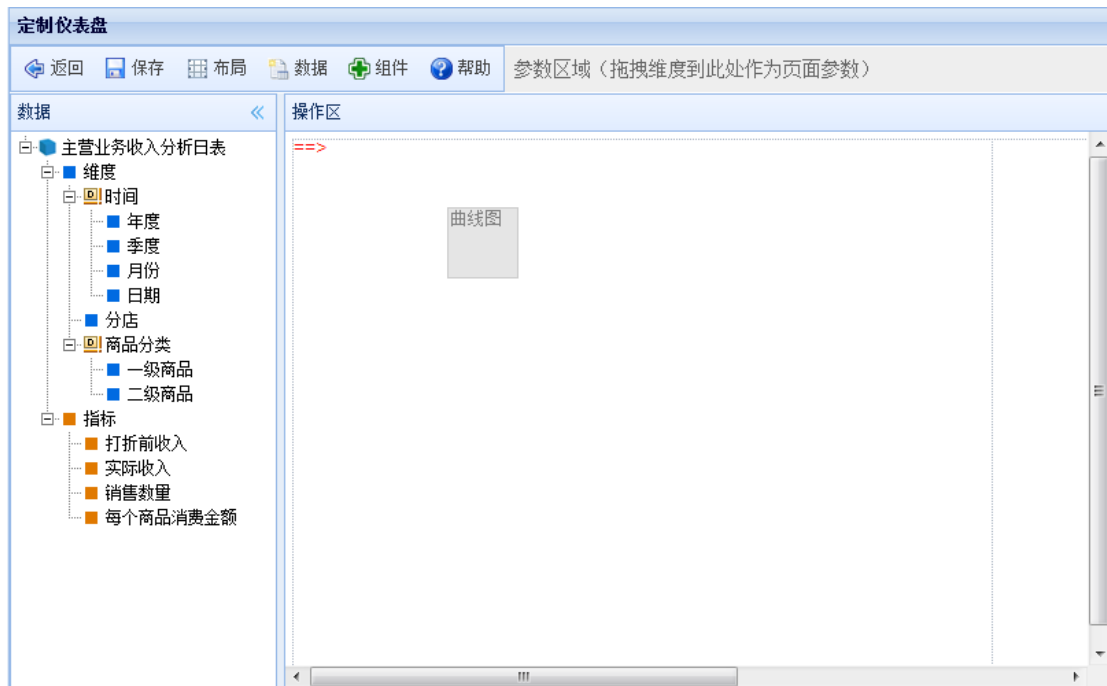 定制仪表盘
返回 保存 布局 数据 组件 帮助 参数区域（拖拽维度到此处作为页面参数）
数据
操作区
主营业务收入分析日表
维度
时间
年度
季度
月份
日期
分店
商品分类
一级商品
二级商品
指标
打折前收入
实际收入
销售数量
每个商品消费金额
==>
曲线图